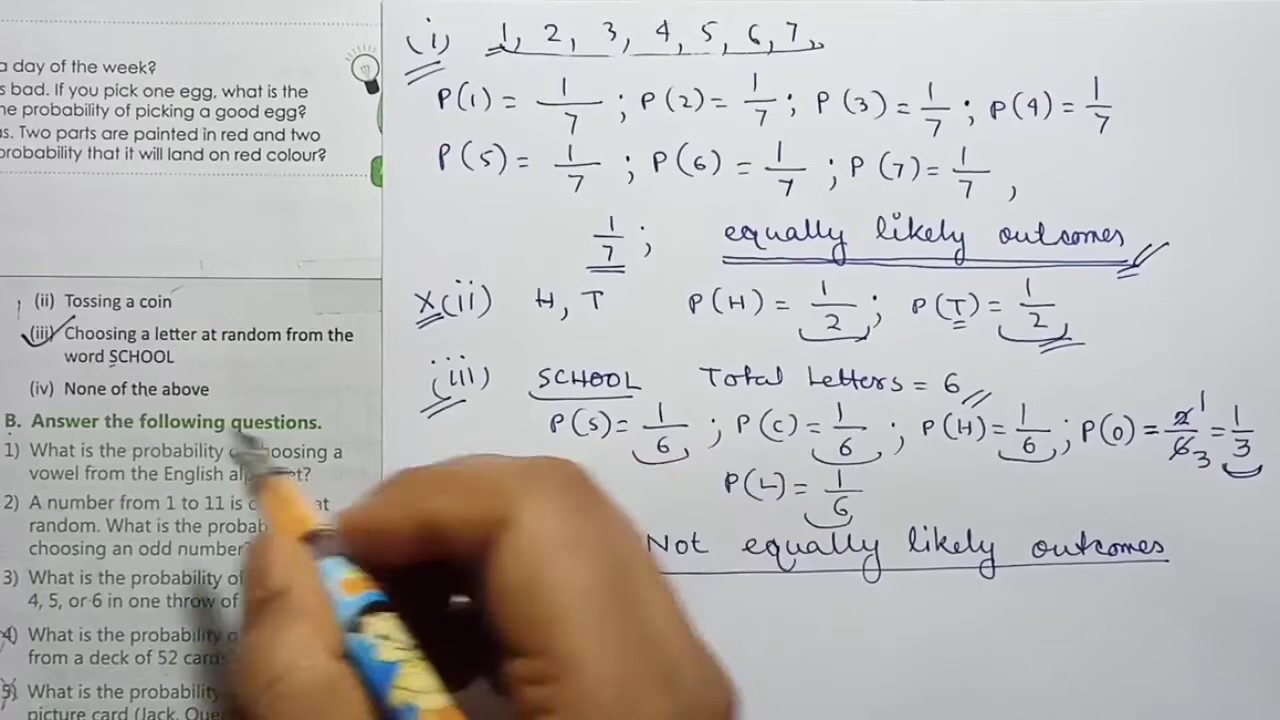 a day of the week?
s bad. If you pick one egg, what is the
ne probability of picking a good egg?
s. Two parts are painted in red and two
probability that it will land on red colour?
(ii) Tossing a coin
(iii) Choosing a letter at random from the
word SCHOOL
(iv) None of the above
B. Answer the following questions.
1) What is the probability oosing a
vowel from the English alp et?
2) A number from 1 to 11 is c at
random. What is the probab
choosing an odd number?
3) What is the probability of
4, 5, or 6 in one throw of
4) What is the probability o
from a deck of 52 cards
5) What is the probability
picture card (Jack, Que
(i) 1, 2, 3, 4, 5, 6, 7,
P(1) = 1/7 ; P(2) = 1/7 ; P(3) = 1/7 ; P(4) = 1/7
P(5) = 1/7 ; P(6) = 1/7 ; P(7) = 1/7 ,
1/7 ; equally likely outcomes
X(ii) H, T P(H) = 1/2 ; P(T) = 1/2
(iii) SCHOOL Total Letters = 6
P(S) = 1/6 ; P(C) = 1/6 ; P(H) = 1/6 ; P(O) = 2 1/6 3 = 1/3
P(L) = 1/6
Not equally likely outcomes